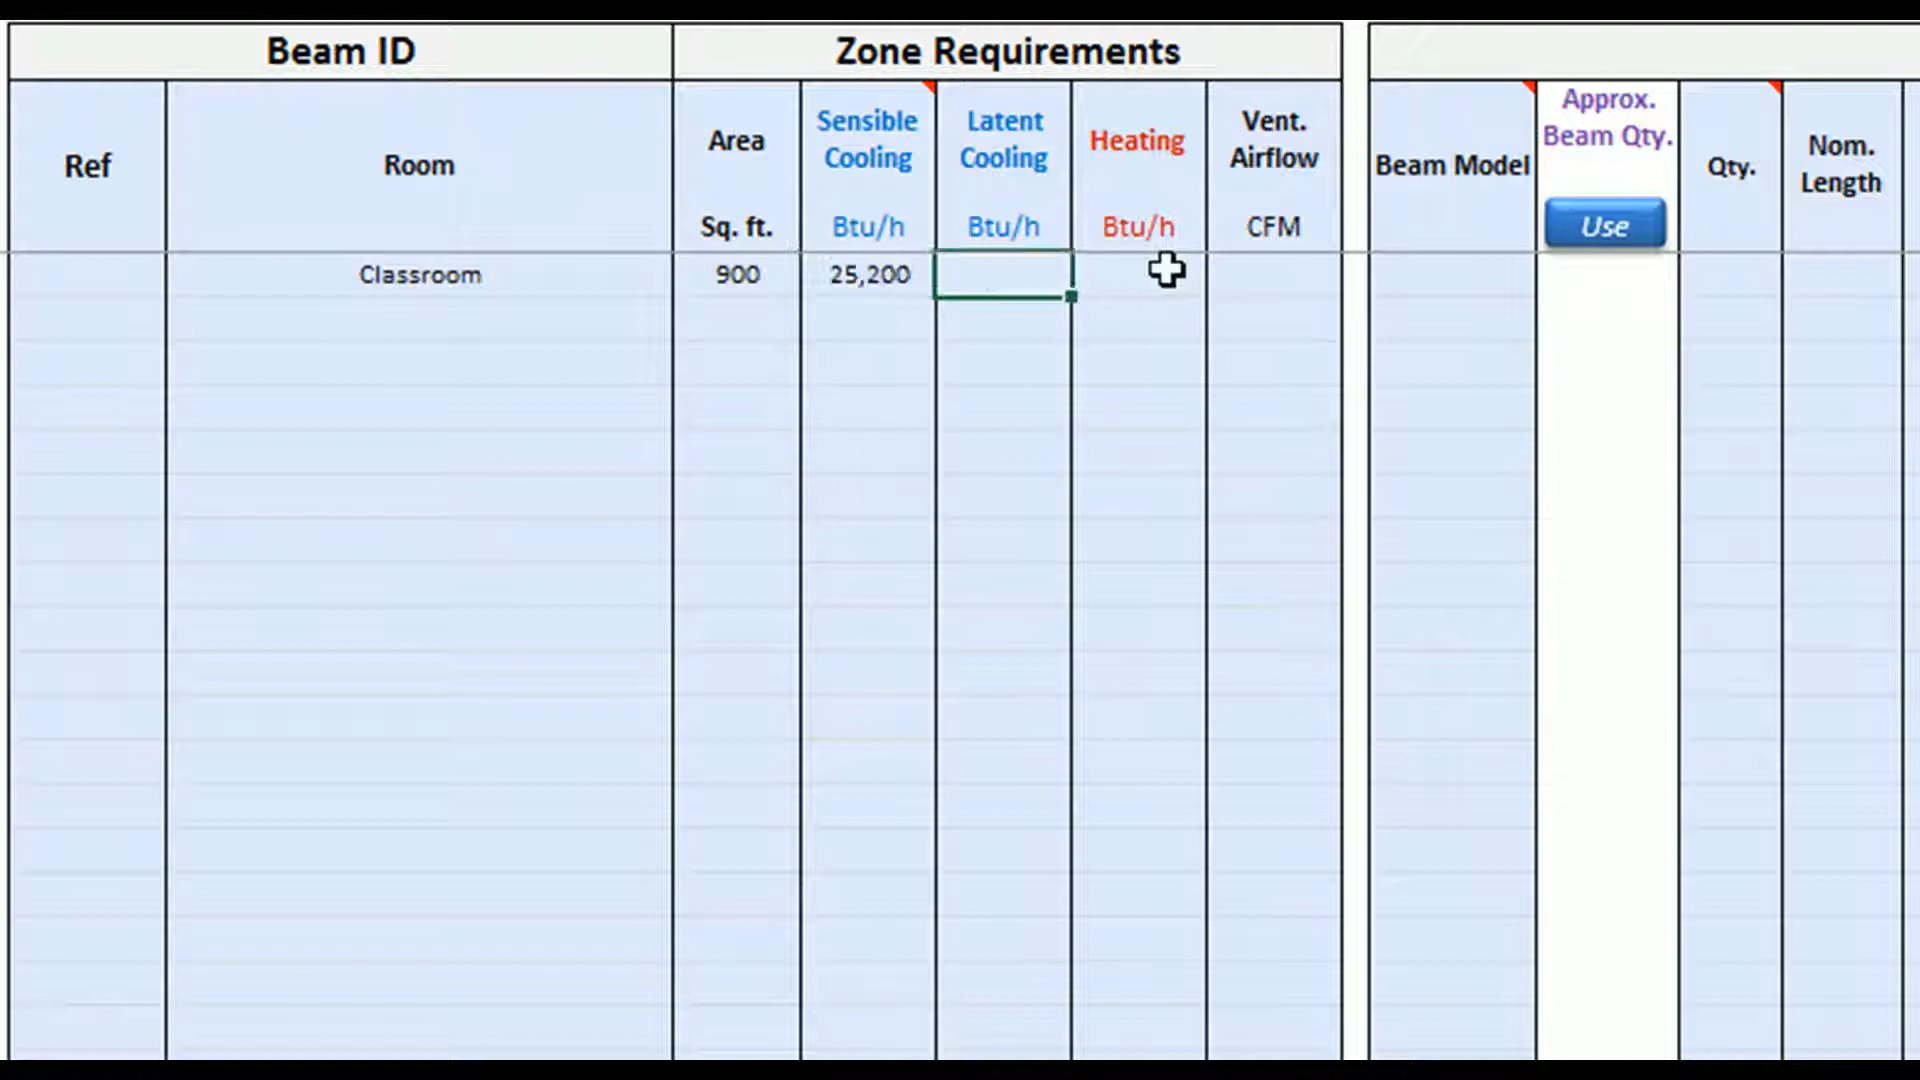 Beam ID
Zone Requirements
Ref
Room
Area
Sq. ft.
Sensible
Cooling
Btu/h
Latent
Cooling
Btu/h
Heating
Btu/h
Vent.
Airflow
CFM
Beam Model
Approx.
Beam Qty.
Use
Qty.
Nom.
Length
Classroom
900
25,200